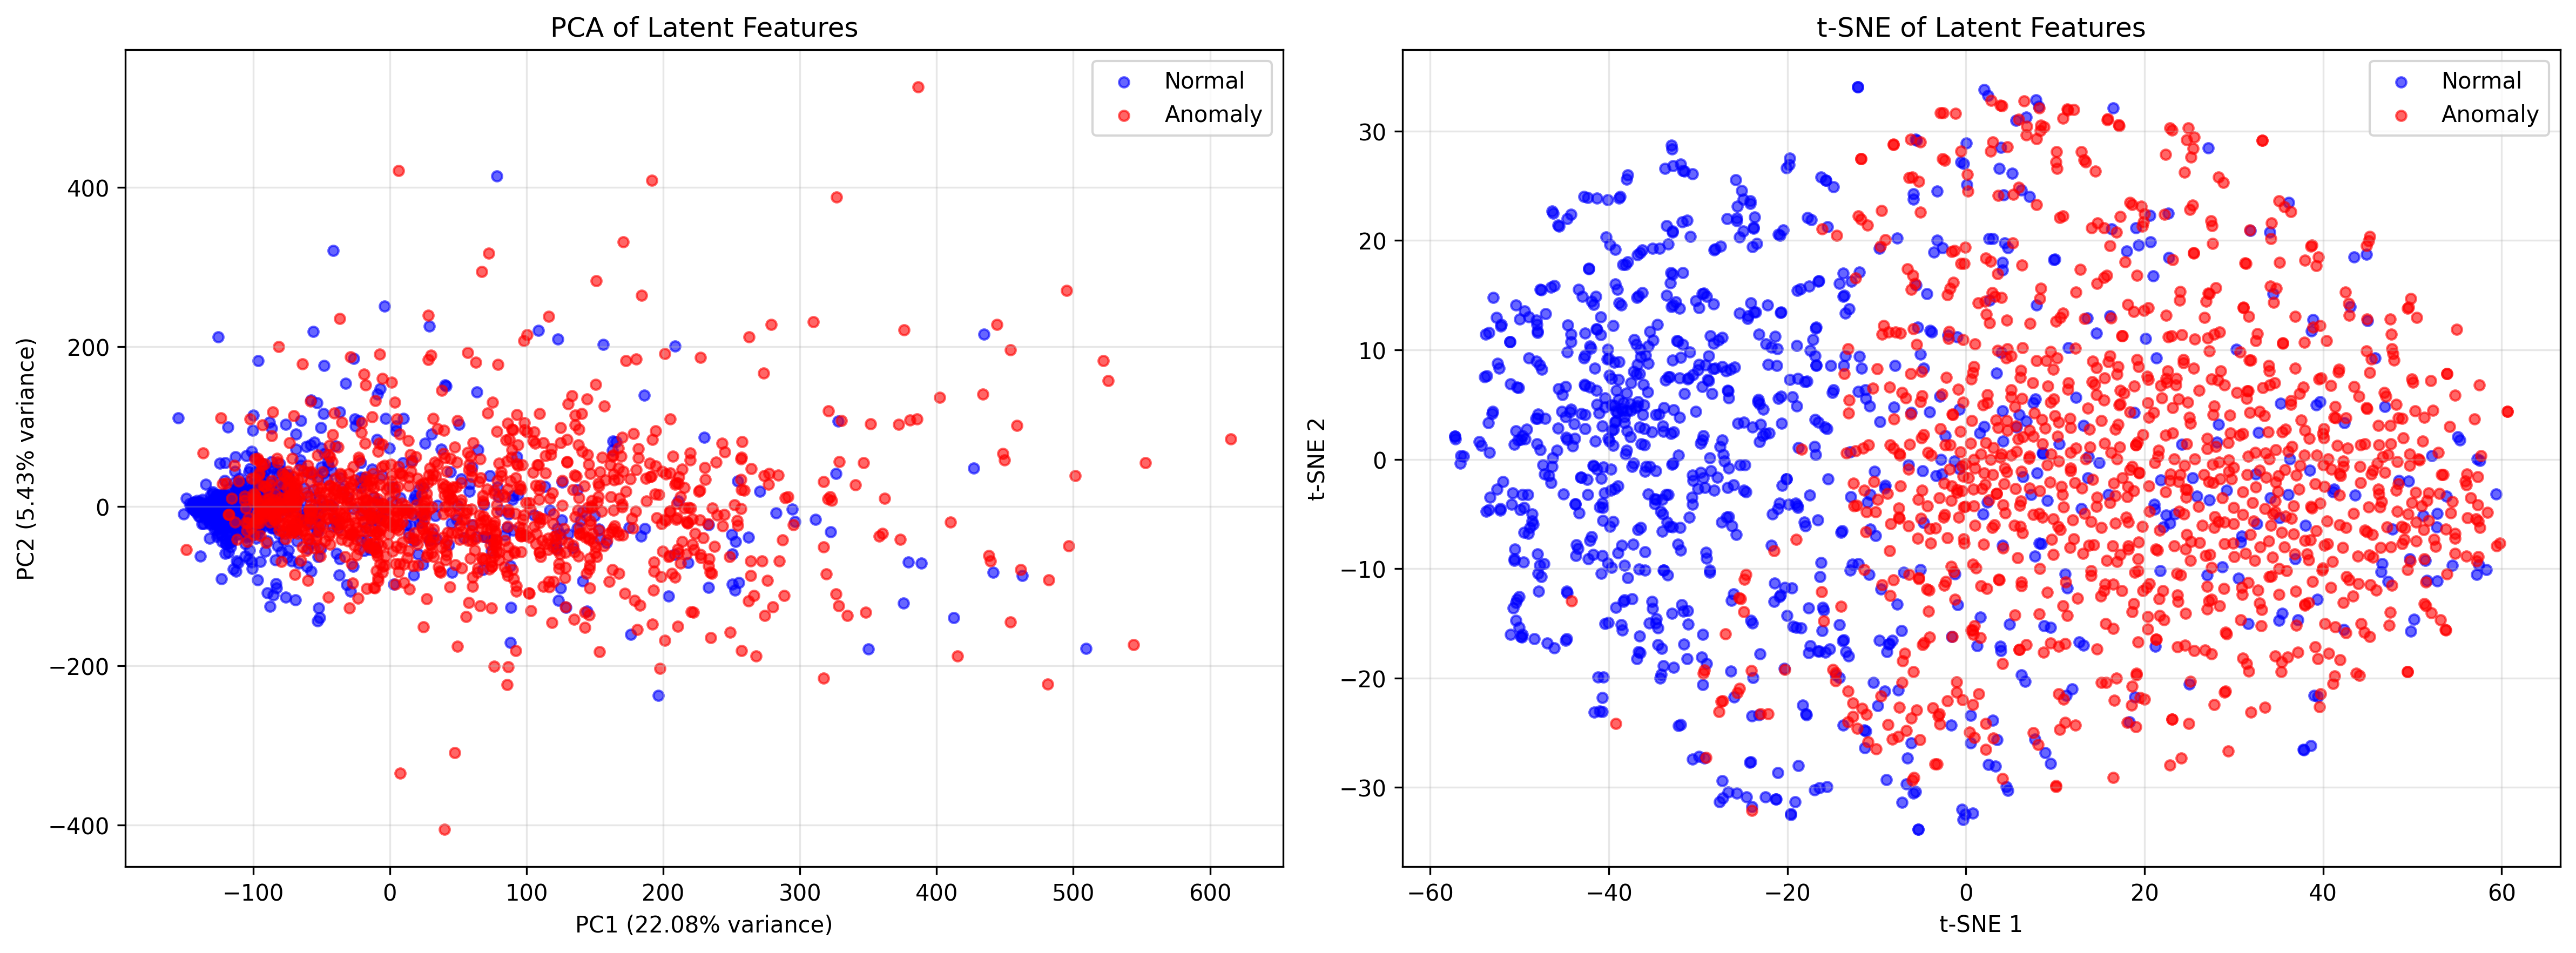 PCA of Latent Features
Normal
Anomaly
400
200
0
−200
−400
PC2 (5.43% variance)
−100
0
100
200
300
400
500
600
PC1 (22.08% variance)
t-SNE of Latent Features
Normal
Anomaly
30
20
10
0
−10
−20
−30
t-SNE 2
−60
−40
−20
0
20
40
60
t-SNE 1